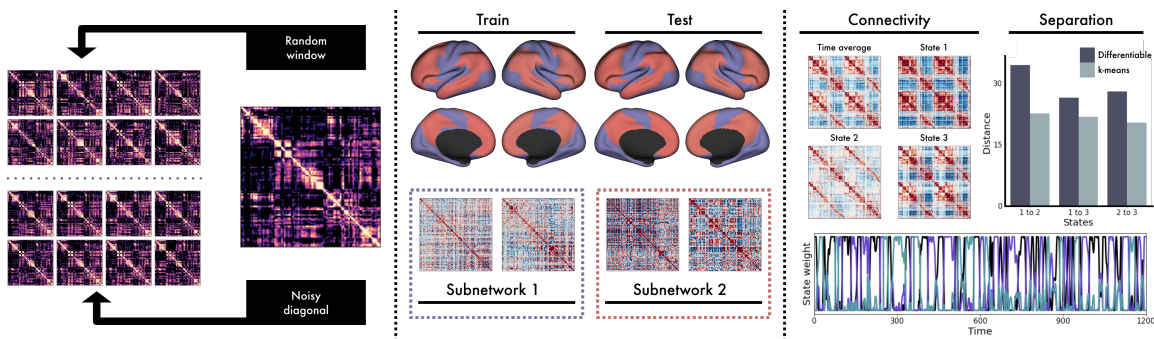 Random
window
Noisy
diagonal
Train
Test
Subnetwork 1
Subnetwork 2
Connectivity
Separation
Time average
State 1
State 2
State 3
Differentiable
k-means
Distance
30
15
0
1 to 2
1 to 3
2 to 3
States
State weight
0
300
600
900
1200
Time